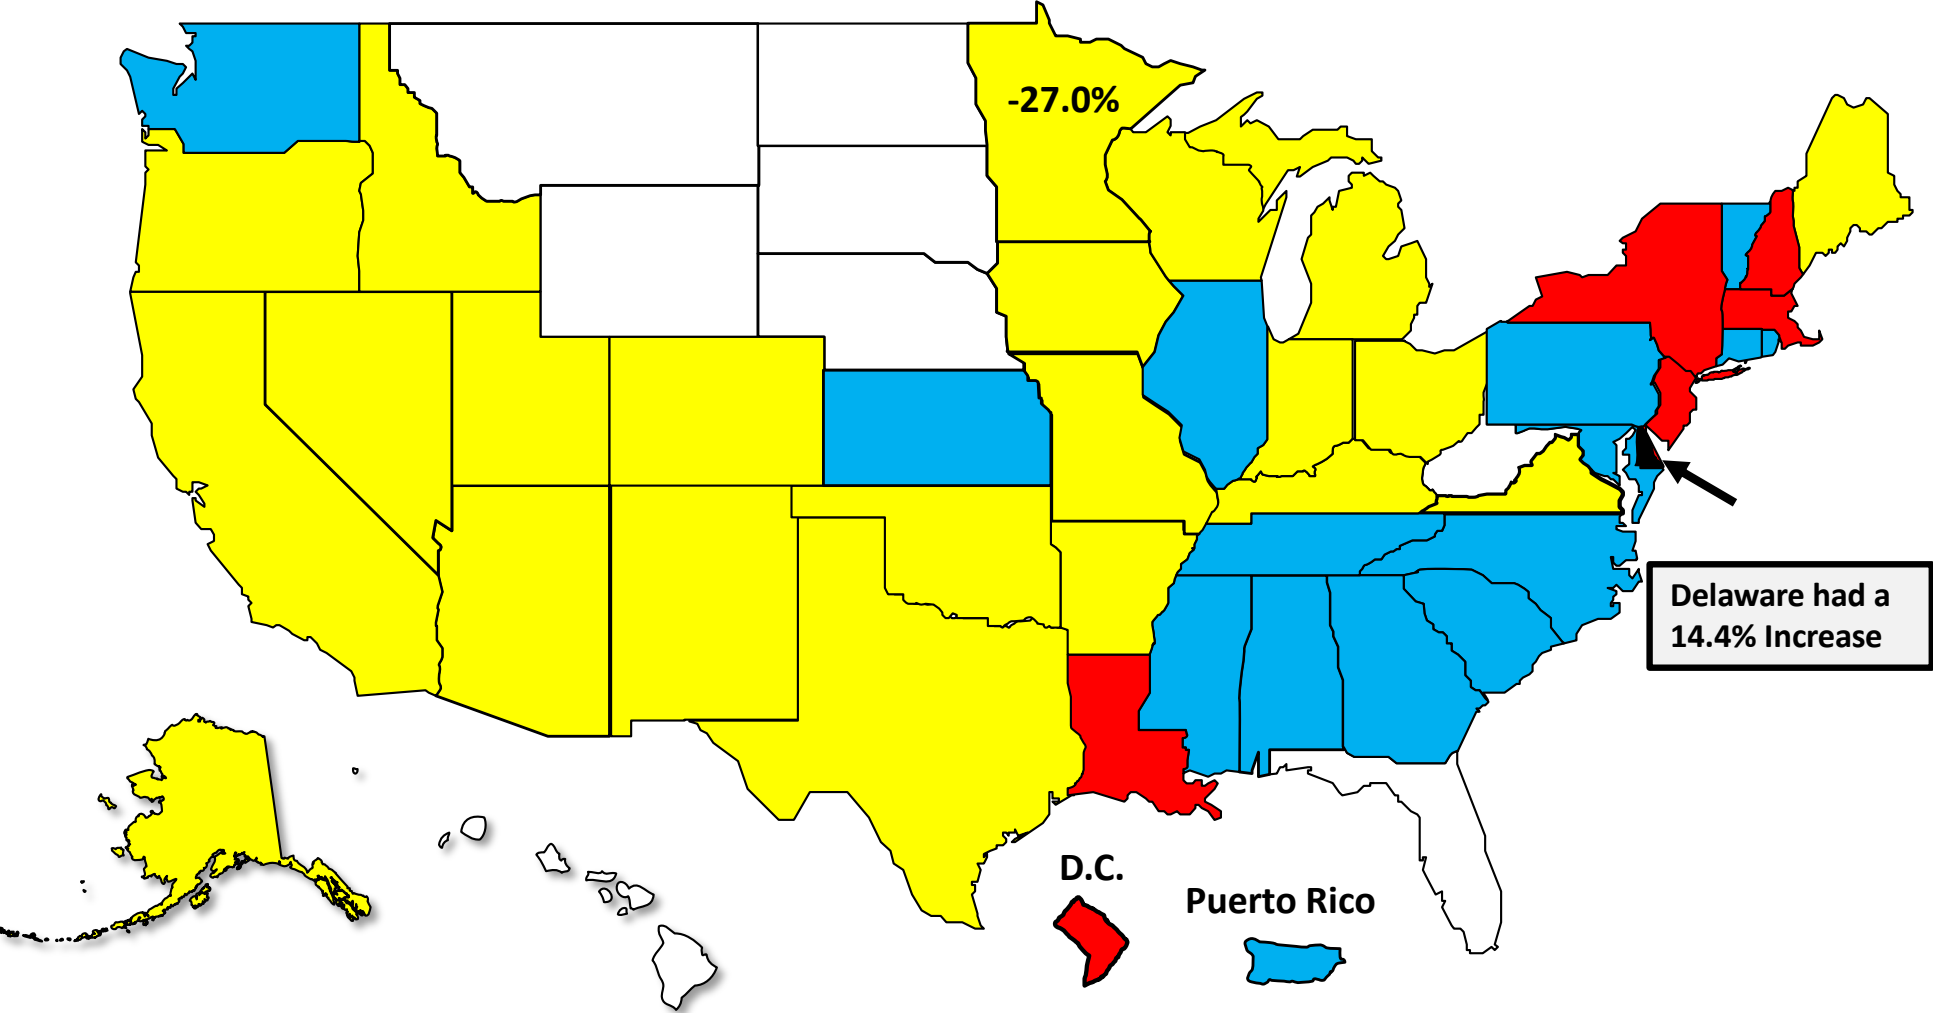 -27.0%
Delaware had a
14.4% Increase
D.C.
Puerto Rico